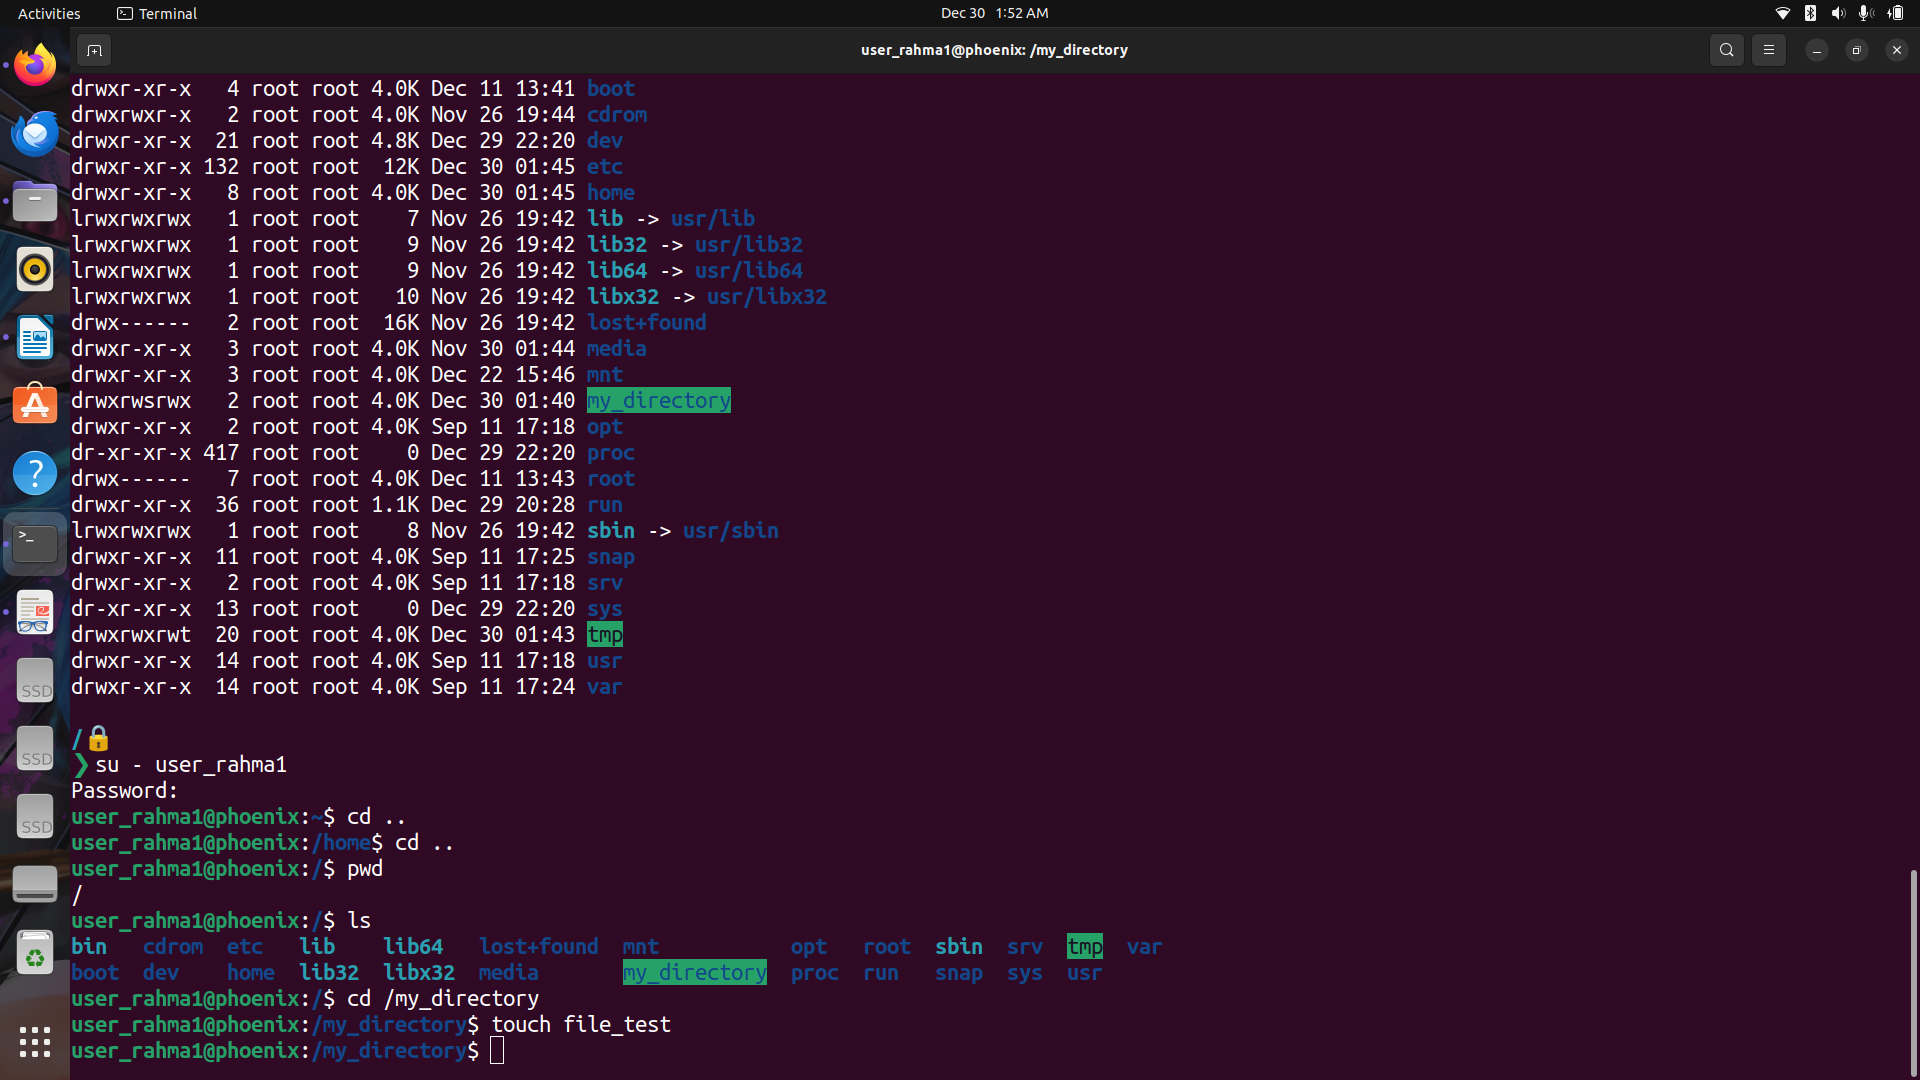 Activities Terminal Dec 30 1:52 AM
user_rahma1@phoenix: /my_directory
drwxr-xr-x   4 root root 4.0K Dec 11 13:41 boot
drwxrwxr-x   2 root root 4.0K Nov 26 19:44 cdrom
drwxr-xr-x  21 root root 4.8K Dec 29 22:20 dev
drwxr-xr-x 132 root root  12K Dec 30 01:45 etc
drwxr-xr-x   8 root root 4.0K Dec 30 01:45 home
lrwxrwxrwx   1 root root    7 Nov 26 19:42 lib -> usr/lib
lrwxrwxrwx   1 root root    9 Nov 26 19:42 lib32 -> usr/lib32
lrwxrwxrwx   1 root root    9 Nov 26 19:42 lib64 -> usr/lib64
lrwxrwxrwx   1 root root   10 Nov 26 19:42 libx32 -> usr/libx32
drwx------   2 root root  16K Nov 26 19:42 lost+found
drwxr-xr-x   3 root root 4.0K Nov 30 01:44 media
drwxr-xr-x   3 root root 4.0K Dec 22 15:46 mnt
drwxrwsrwx   2 root root 4.0K Dec 30 01:40 my_directory
drwxr-xr-x   2 root root 4.0K Sep 11 17:18 opt
dr-xr-xr-x 417 root root    0 Dec 29 22:20 proc
drwx------   7 root root 4.0K Dec 11 13:43 root
drwxr-xr-x  36 root root 1.1K Dec 29 20:28 run
lrwxrwxrwx   1 root root    8 Nov 26 19:42 sbin -> usr/sbin
drwxr-xr-x  11 root root 4.0K Sep 11 17:25 snap
drwxr-xr-x   2 root root 4.0K Sep 11 17:18 srv
dr-xr-xr-x  13 root root    0 Dec 29 22:20 sys
drwxrwxrwt  20 root root 4.0K Dec 30 01:43 tmp
drwxr-xr-x  14 root root 4.0K Sep 11 17:18 usr
drwxr-xr-x  14 root root 4.0K Sep 11 17:24 var
/🔒
❯ su - user_rahma1
Password:
user_rahma1@phoenix:~$ cd ..
user_rahma1@phoenix:/home$ cd ..
user_rahma1@phoenix:/$ pwd
/
user_rahma1@phoenix:/$ ls
bin   cdrom  etc   lib    lib64   lost+found  mnt           opt   root  sbin  srv  tmp  var
boot  dev    home  lib32  libx32  media       my_directory  proc  run   snap  sys  usr
user_rahma1@phoenix:/$ cd /my_directory
user_rahma1@phoenix:/my_directory$ touch file_test
user_rahma1@phoenix:/my_directory$
SSD
SSD
SSD